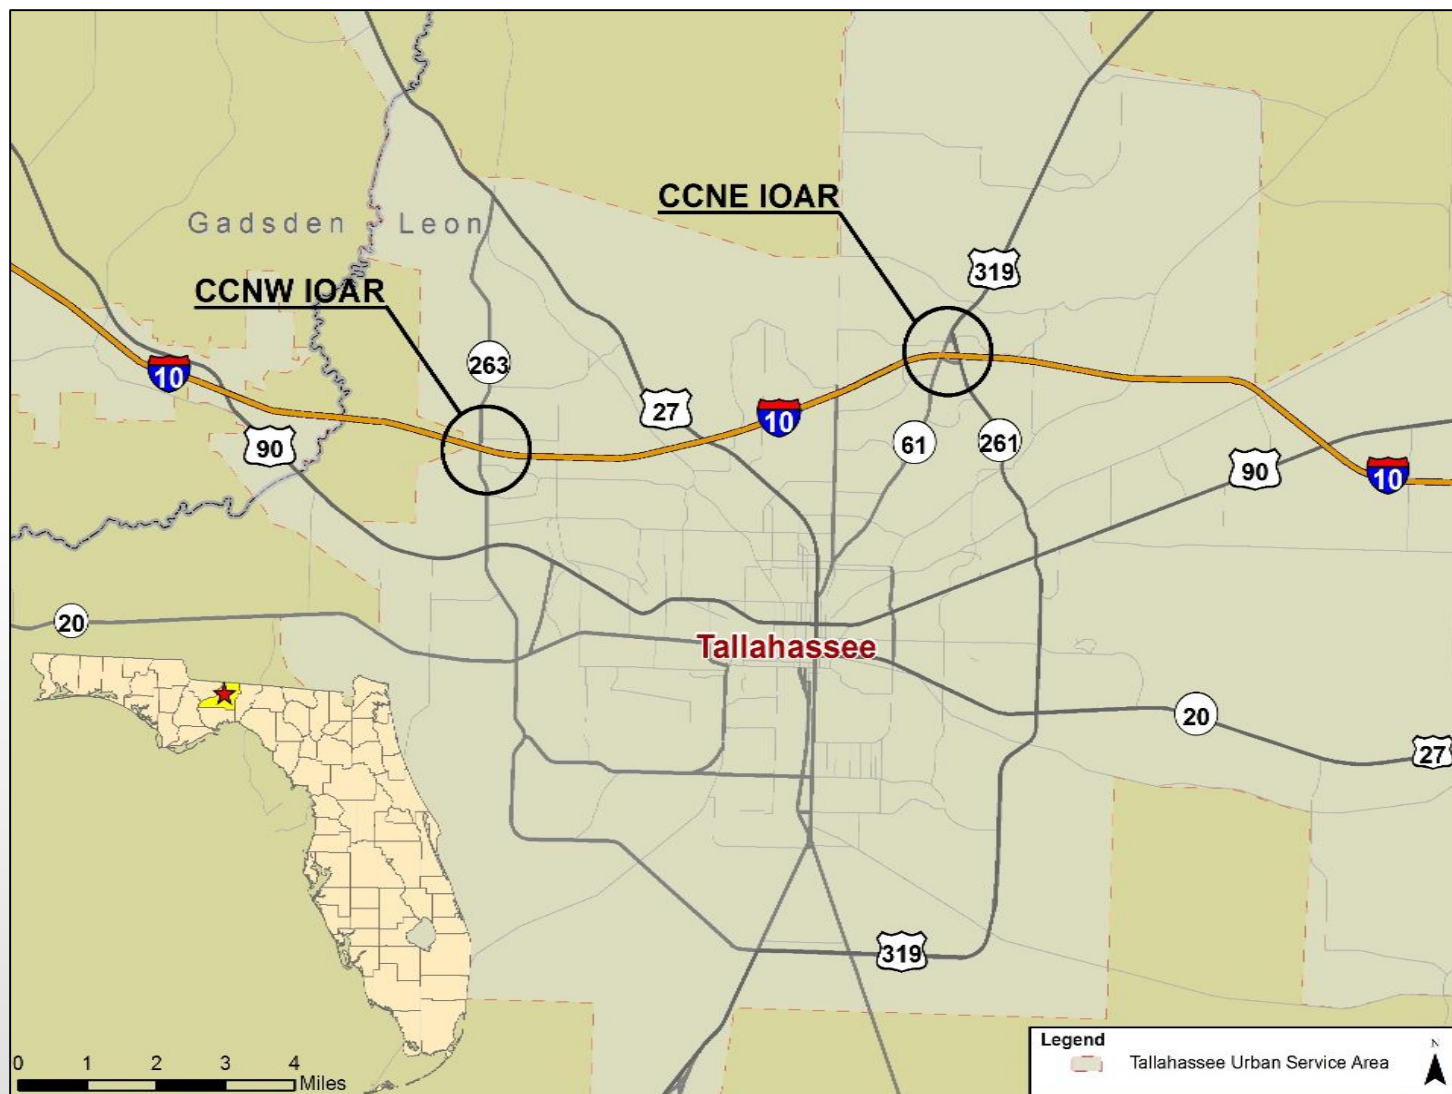 CCNE IOAR
Gadsden Leon
319
CCNW IOAR
263
10
27
10
90
61
261
90
10
20
Tallahassee
20
27
319
0 1 2 3 4
Miles
Legend
Tallahassee Urban Service Area
N